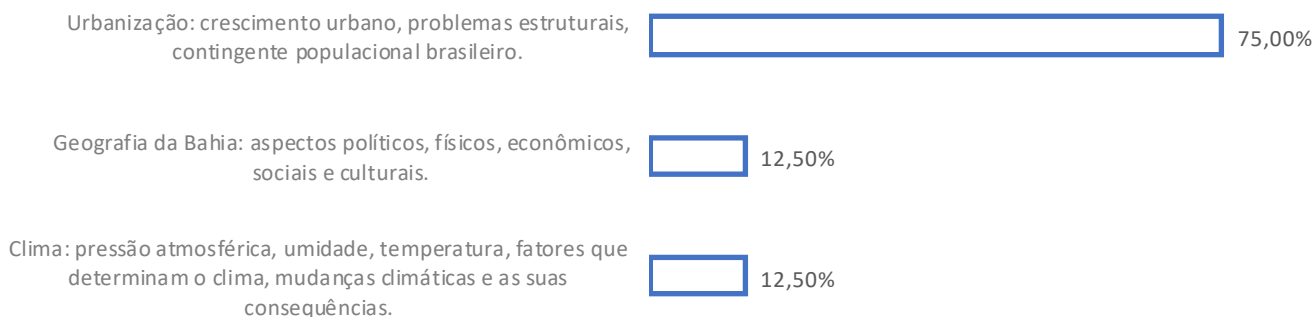 Urbanização: crescimento urbano, problemas estruturais,
contingente populacional brasileiro.
75,00%
Geografia da Bahia: aspectos políticos, físicos, econômicos,
sociais e culturais.
12,50%
Clima: pressão atmosférica, umidade, temperatura, fatores que
determinam o clima, mudanças climáticas e as suas
consequências.
12,50%